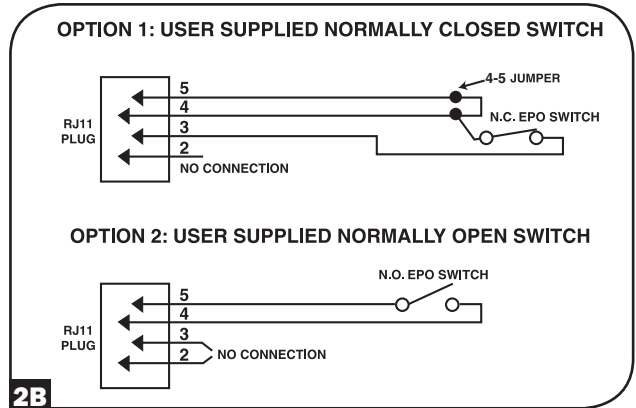 OPTION 1: USER SUPPLIED NORMALLY CLOSED SWITCH
4-5 JUMPER
5
4
N.C. EPO SWITCH
RJ11
PLUG
3
2
NO CONNECTION
OPTION 2: USER SUPPLIED NORMALLY OPEN SWITCH
N.O. EPO SWITCH
5
4
RJ11
PLUG
3
2
NO CONNECTION
2B